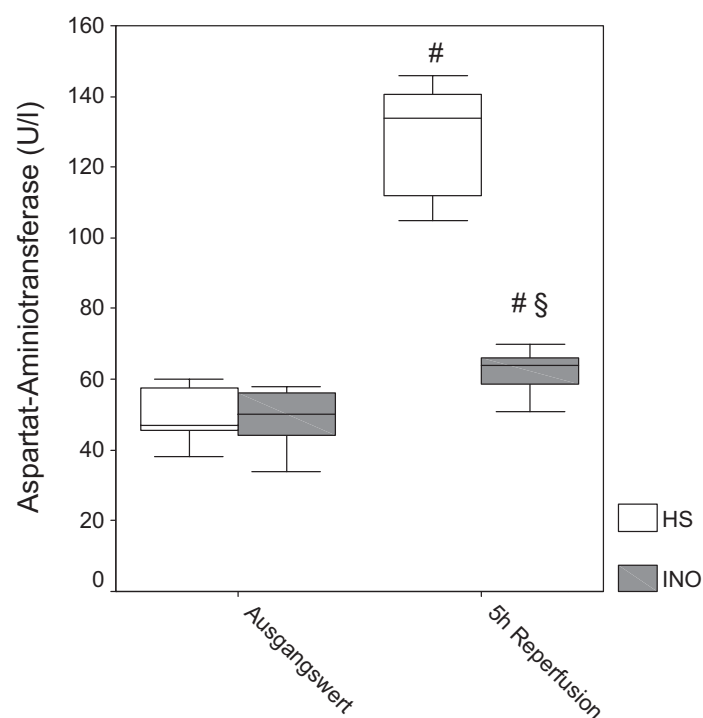 Aspartat-Aminiotransferase (U/l)
160
140
120
100
80
60
40
20
0
#
# §
Ausgangswert
5h Reperfusion
HS
INO